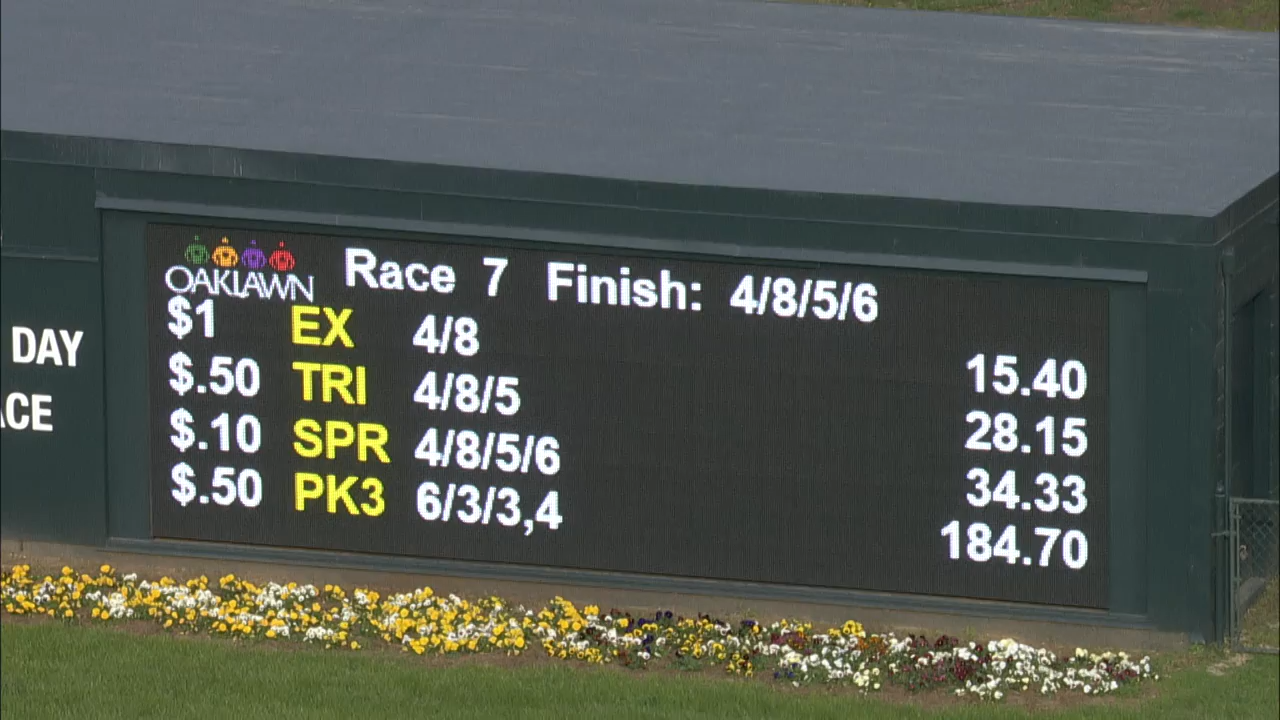 DAY
CE
OAKLAWN
Race 7 Finish: 4/8/5/6
$1 EX 4/8 15.40
$.50 TRI 4/8/5 28.15
$.10 SPR 4/8/5/6 34.33
$.50 PK3 6/3/3,4 184.70